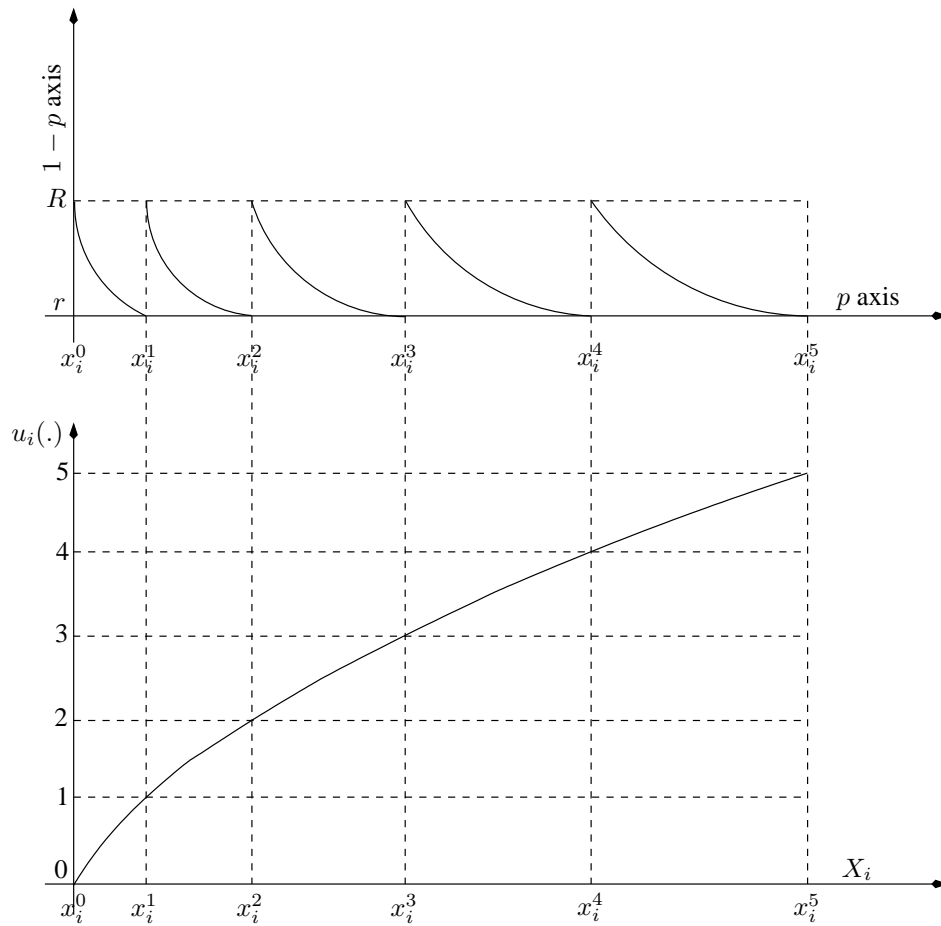 1 − p axis
R
r
p axis
x_i^0 x_i^1 x_i^2 x_i^3 x_i^4 x_i^5
u_i(.)
5
4
3
2
1
0
X_i
x_i^0 x_i^1 x_i^2 x_i^3 x_i^4 x_i^5